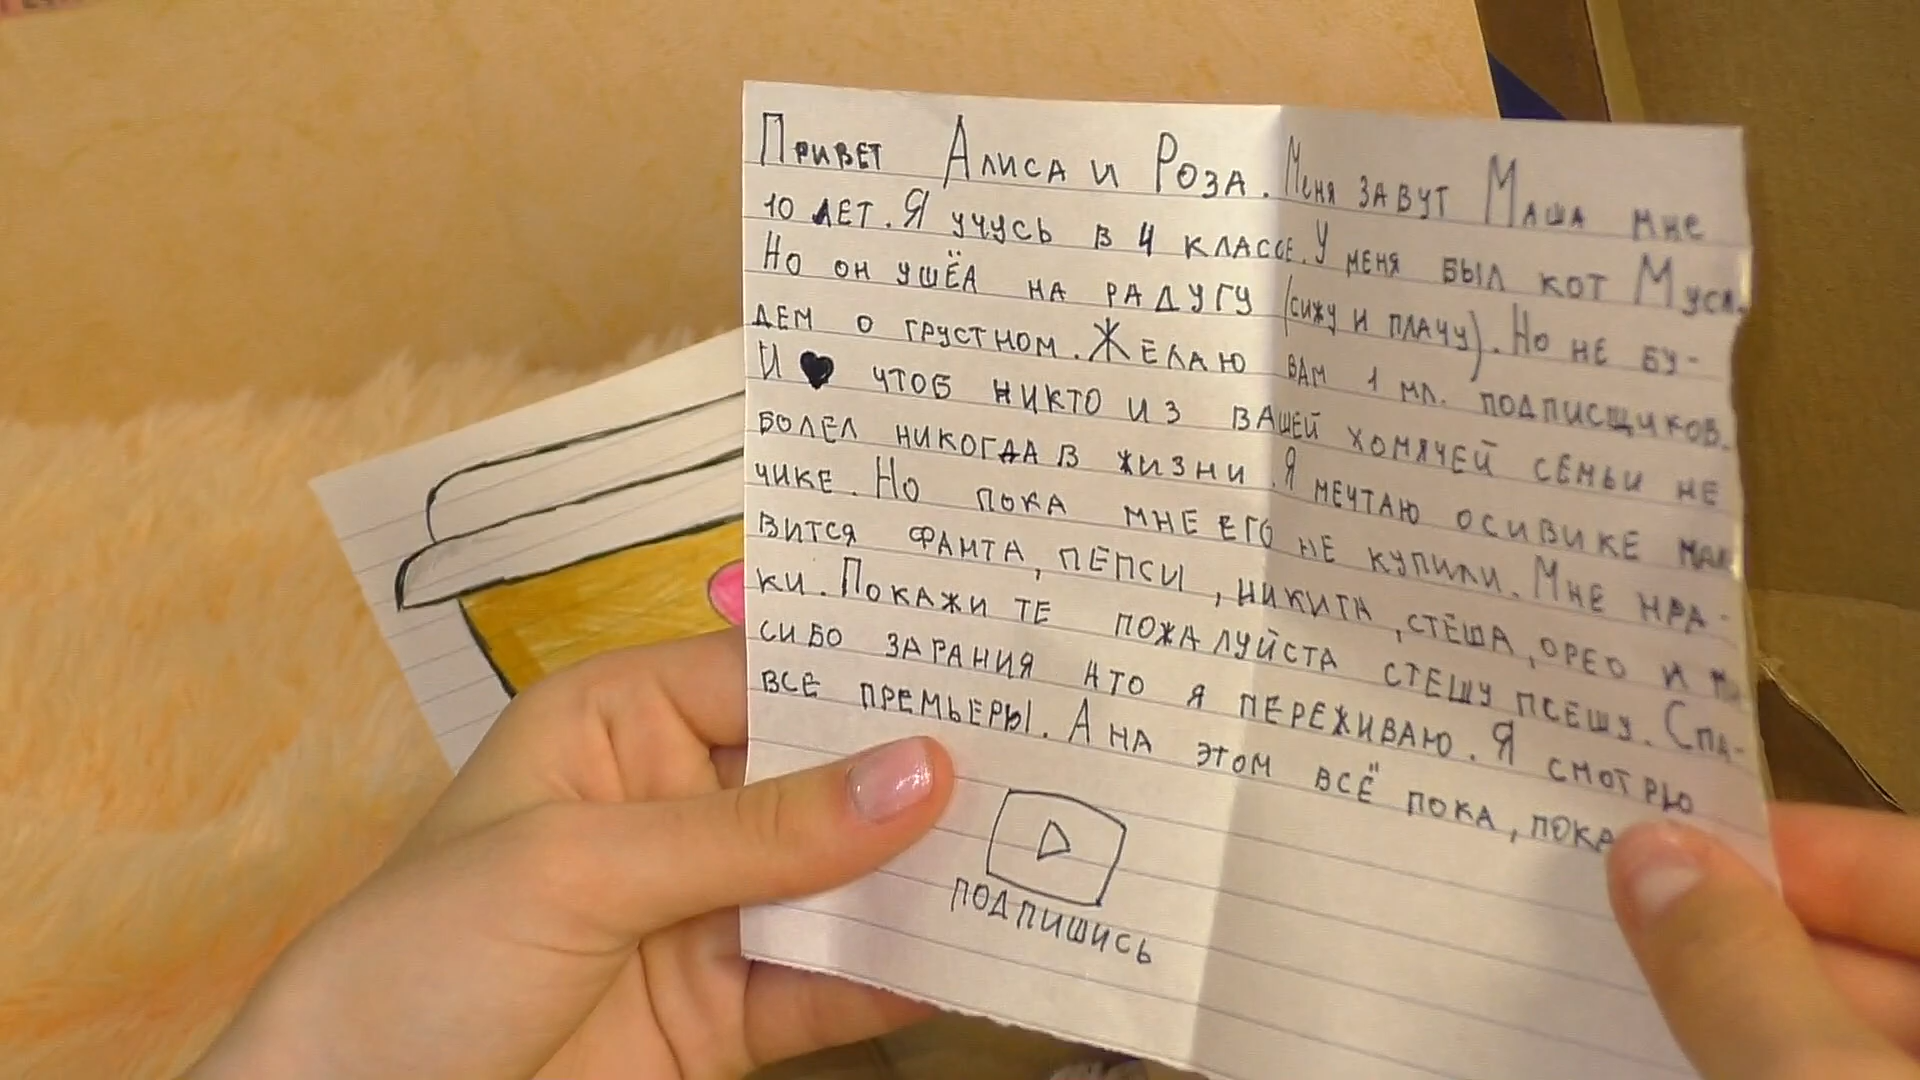 Привет Алиса и Роза. Меня завут Маша мне
10 лет. Я учусь в 4 классе. У меня был кот Муся.
Но он ушёл на радугу (сижу и плачу). Но не бу-
дем о грустном. Желаю вам 1 мл. подписщиков.
И ♥ чтоб никто из вашей хомячей семьи не
болел никогда в жизни. Я мечтаю осивике
чике. Но пока мне его не купили. Мне нра-
вится фанта, пепси, никита, стёша, орео и
ки. Покажите пожалуйста стешу псешу. Спа-
сибо зарания что я переживаю. Я смотрю
все премьеры. А на этом всё пока, пока
подпишись